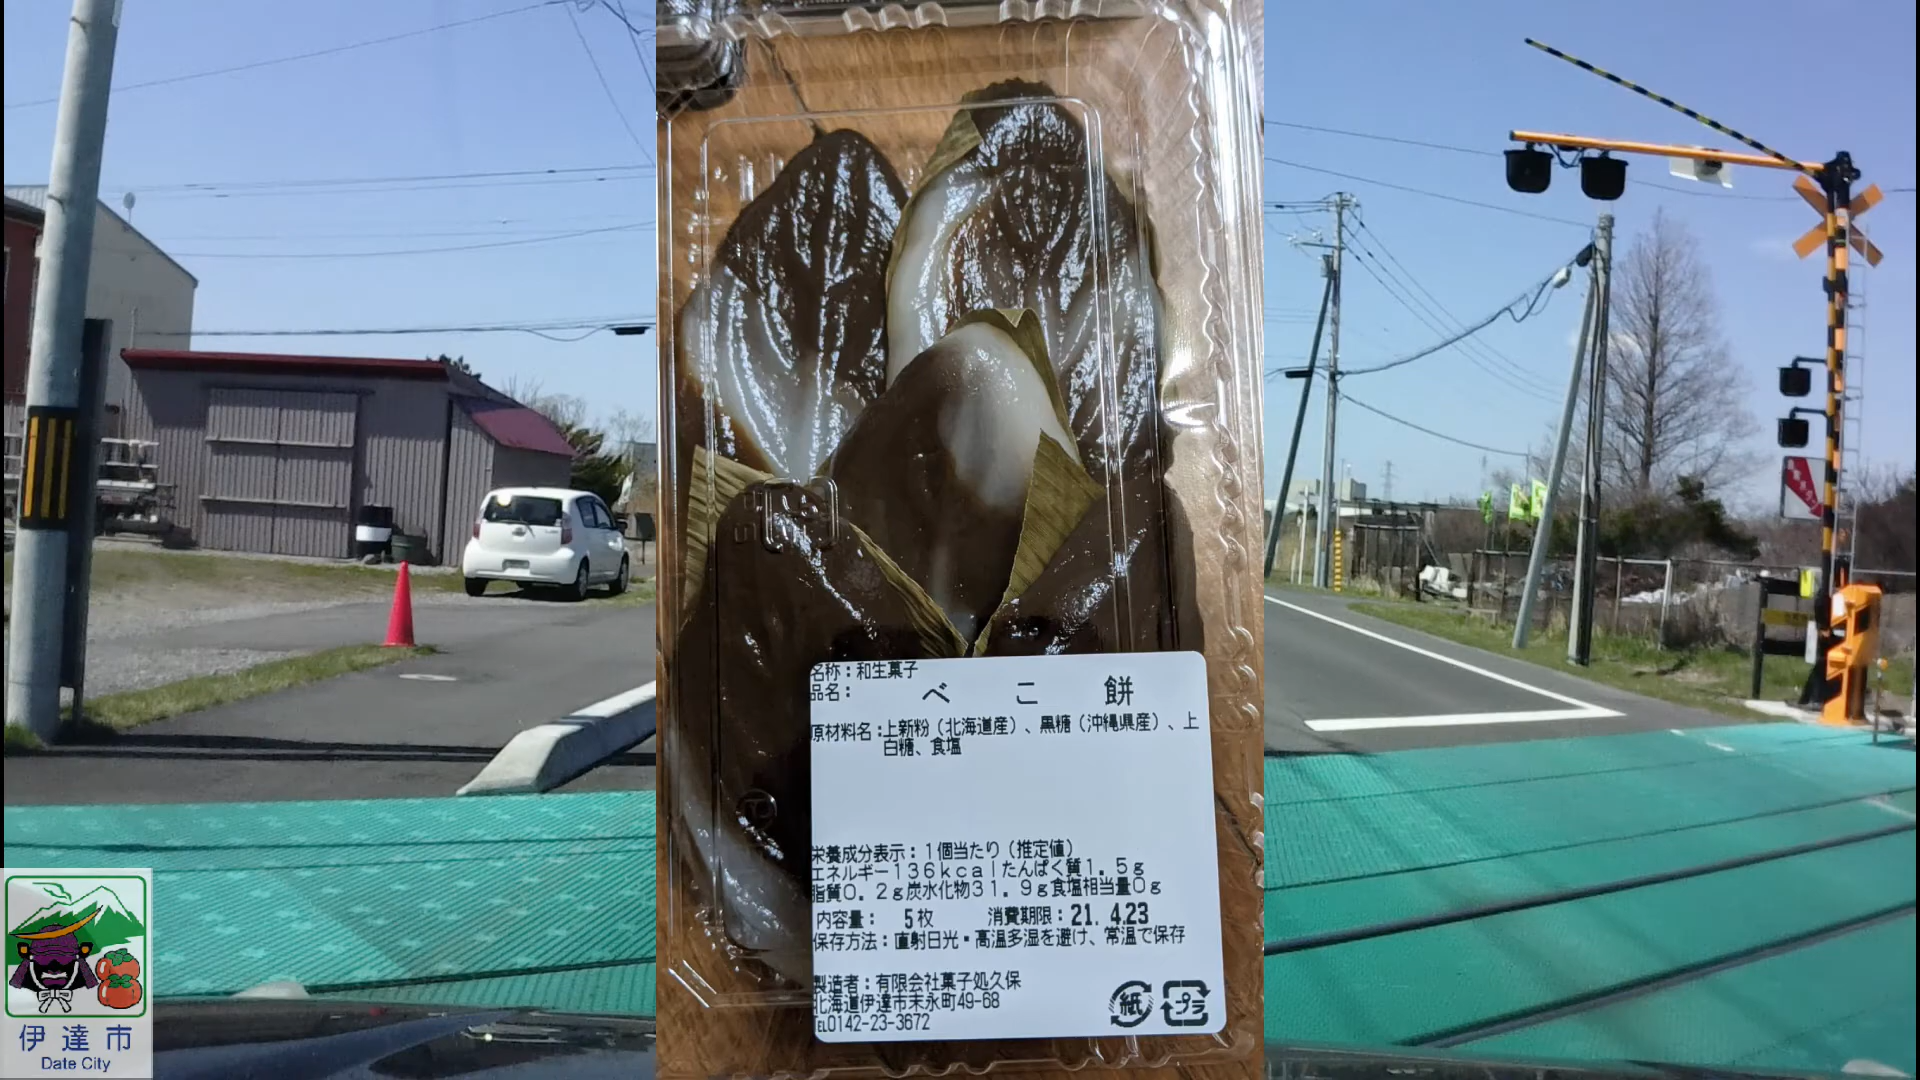 名称：和生菓子
品名： べこ餅
原材料名：上新粉（北海道産）、黒糖（沖縄県産）、上
白糖、食塩
栄養成分表示：1個当たり（推定値）
エネルギー136kcalたんぱく質1.5g
脂質0.2g炭水化物31.9g食塩相当量0g
内容量： 5枚 消費期限：21.4.23
保存方法：直射日光・高温多湿を避け、常温で保存
製造者：有限会社菓子処久保
北海道伊達市末永町49-68
TEL0142-23-3672
紙
プラ
伊達市
Date City